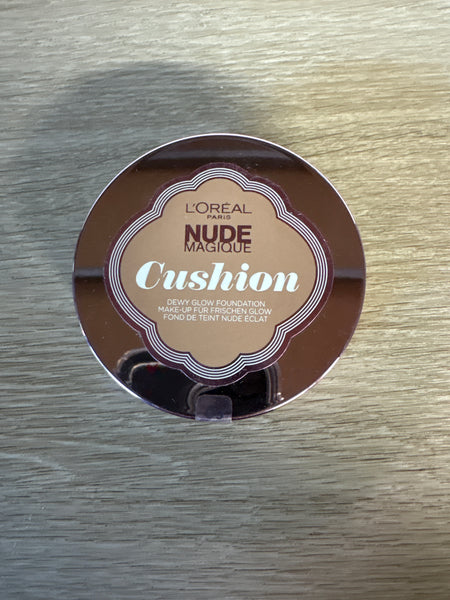 L'ORÉAL
PARIS
NUDE
MAGIQUE
Cushion
DEWY GLOW FOUNDATION
MAKE-UP FÜR FRISCHEN GLOW
FOND DE TEINT NUDE ÉCLAT